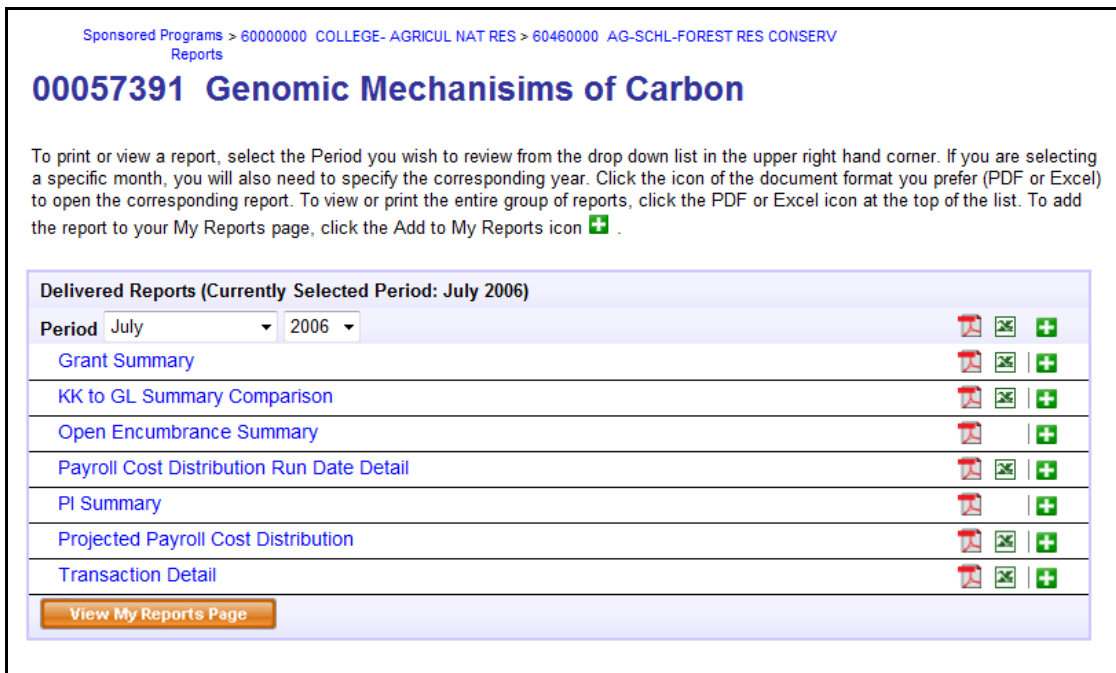 Sponsored Programs > 60000000 COLLEGE- AGRICUL NAT RES > 60460000 AG-SCHL-FOREST RES CONSERV
Reports
00057391 Genomic Mechanisims of Carbon
To print or view a report, select the Period you wish to review from the drop down list in the upper right hand corner. If you are selecting
a specific month, you will also need to specify the corresponding year. Click the icon of the document format you prefer (PDF or Excel)
to open the corresponding report. To view or print the entire group of reports, click the PDF or Excel icon at the top of the list. To add
the report to your My Reports page, click the Add to My Reports icon .
Delivered Reports (Currently Selected Period: July 2006)
Period July 2006
Grant Summary
KK to GL Summary Comparison
Open Encumbrance Summary
Payroll Cost Distribution Run Date Detail
PI Summary
Projected Payroll Cost Distribution
Transaction Detail
View My Reports Page